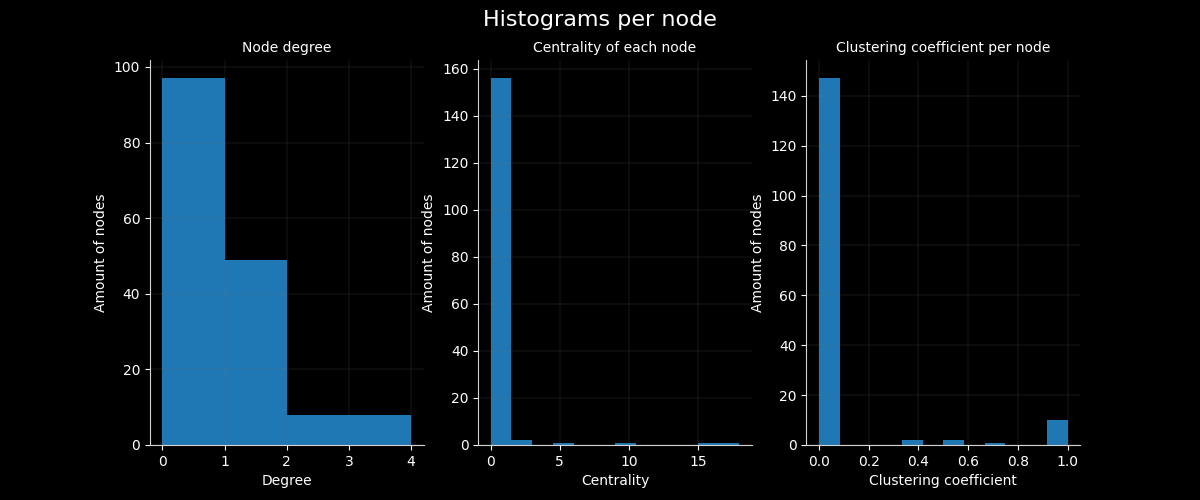 Histograms per node
Node degree
Amount of nodes
100
80
60
40
20
0
0 1 2 3 4
Degree
Centrality of each node
Amount of nodes
160
140
120
100
80
60
40
20
0
0 5 10 15
Centrality
Clustering coefficient per node
Amount of nodes
140
120
100
80
60
40
20
0
0.0 0.2 0.4 0.6 0.8 1.0
Clustering coefficient